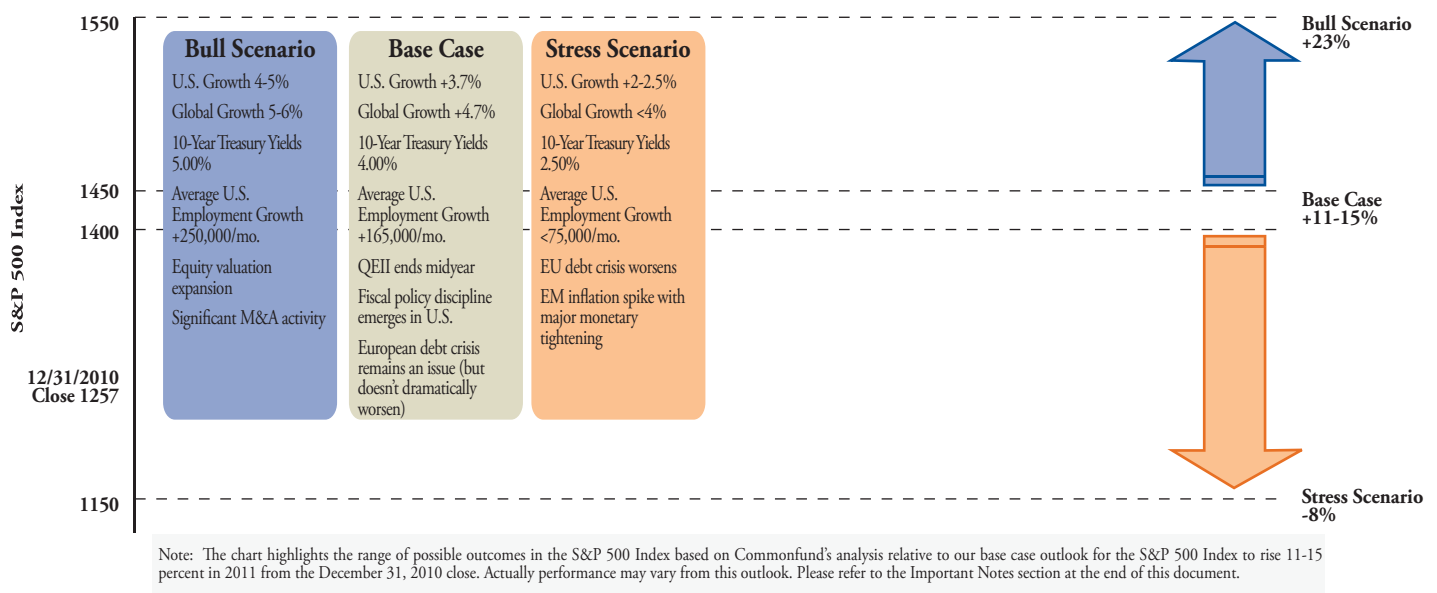 1550
Bull Scenario
+23%
Bull Scenario
U.S. Growth 4-5%
Global Growth 5-6%
10-Year Treasury Yields
5.00%
Average U.S.
Employment Growth
+250,000/mo.
Equity valuation
expansion
Significant M&A activity
Base Case
U.S. Growth +3.7%
Global Growth +4.7%
10-Year Treasury Yields
4.00%
Average U.S.
Employment Growth
+165,000/mo.
QEII ends midyear
Fiscal policy discipline
emerges in U.S.
European debt crisis
remains an issue (but
doesn't dramatically
worsen)
Stress Scenario
U.S. Growth +2-2.5%
Global Growth <4%
10-Year Treasury Yields
2.50%
Average U.S.
Employment Growth
<75,000/mo.
EU debt crisis worsens
EM inflation spike with
major monetary
tightening
S&P 500 Index
1450
Base Case
+11-15%
1400
12/31/2010
Close 1257
1150
Stress Scenario
-8%
Note: The chart highlights the range of possible outcomes in the S&P 500 Index based on Commonfund's analysis relative to our base case outlook for the S&P 500 Index to rise 11-15
percent in 2011 from the December 31, 2010 close. Actually performance may vary from this outlook. Please refer to the Important Notes section at the end of this document.